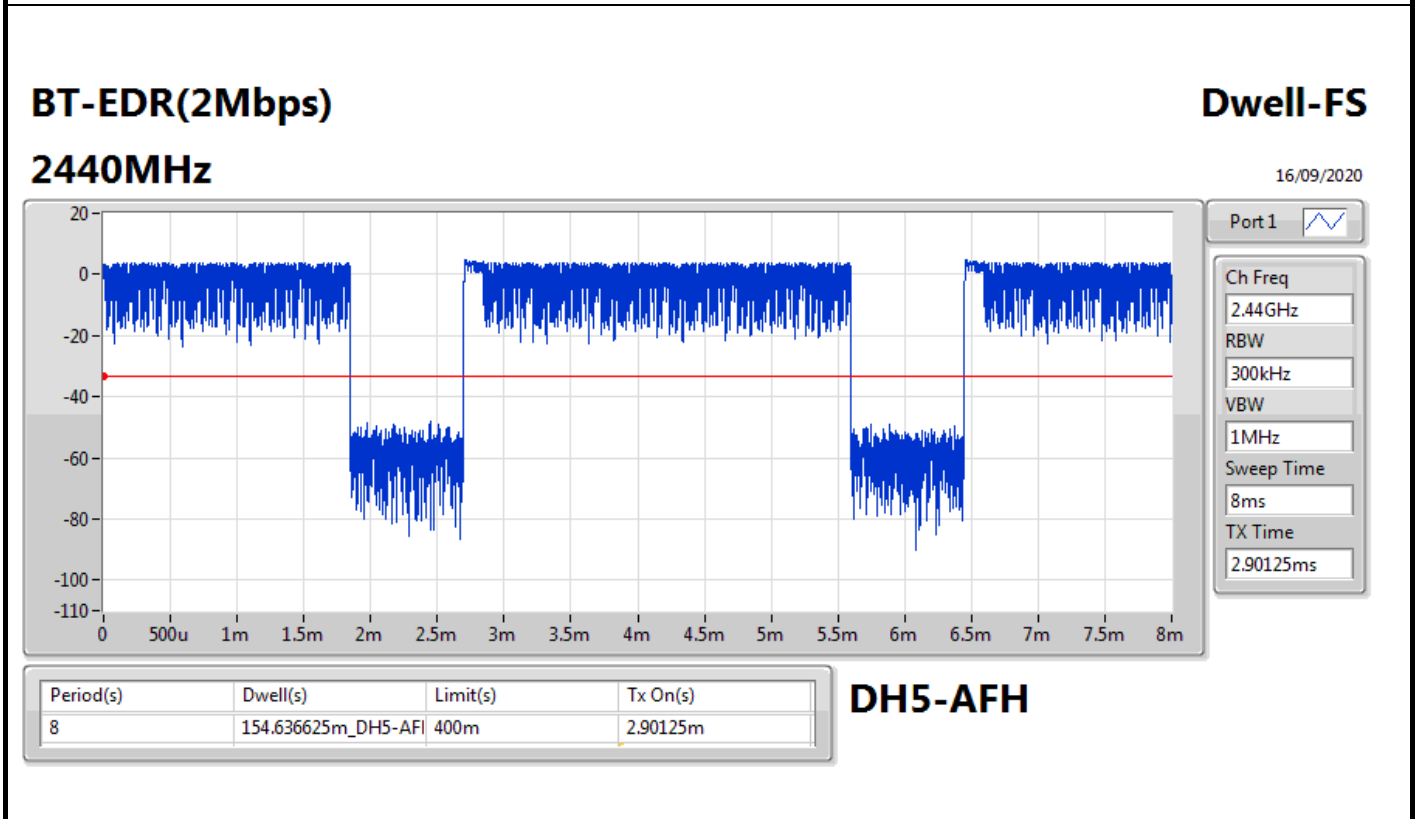 BT-EDR(2Mbps) Dwell-FS
2440MHz 16/09/2020
Port 1
Ch Freq
2.44GHz
RBW
300kHz
VBW
1MHz
Sweep Time
8ms
TX Time
2.90125ms
20
0
-20
-40
-60
-80
-100
-110
0 500u 1m 1.5m 2m 2.5m 3m 3.5m 4m 4.5m 5m 5.5m 6m 6.5m 7m 7.5m 8m
Period(s) Dwell(s) Limit(s) Tx On(s)
8 154.636625m_DH5-AFH 400m 2.90125m
DH5-AFH